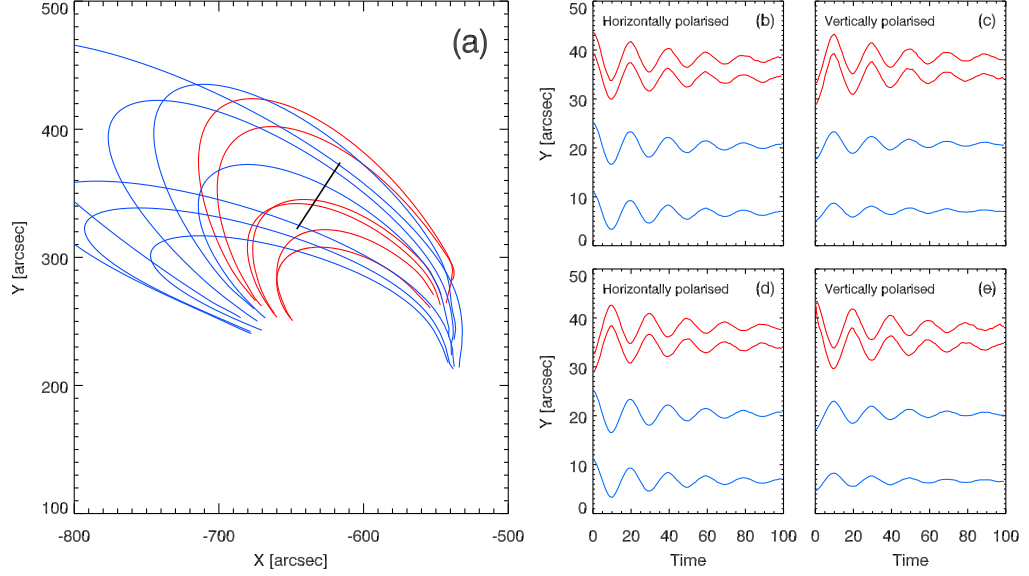 (a)
500
400
300
200
100
Y [arcsec]
-800
-700
-600
-500
X [arcsec]
Horizontally polarised
(b)
50
40
30
20
10
0
Y [arcsec]
Vertically polarised
(c)
Horizontally polarised
(d)
50
40
30
20
10
0
Y [arcsec]
0
20
40
60
80
100
Time
Vertically polarised
(e)
0
20
40
60
80
100
Time